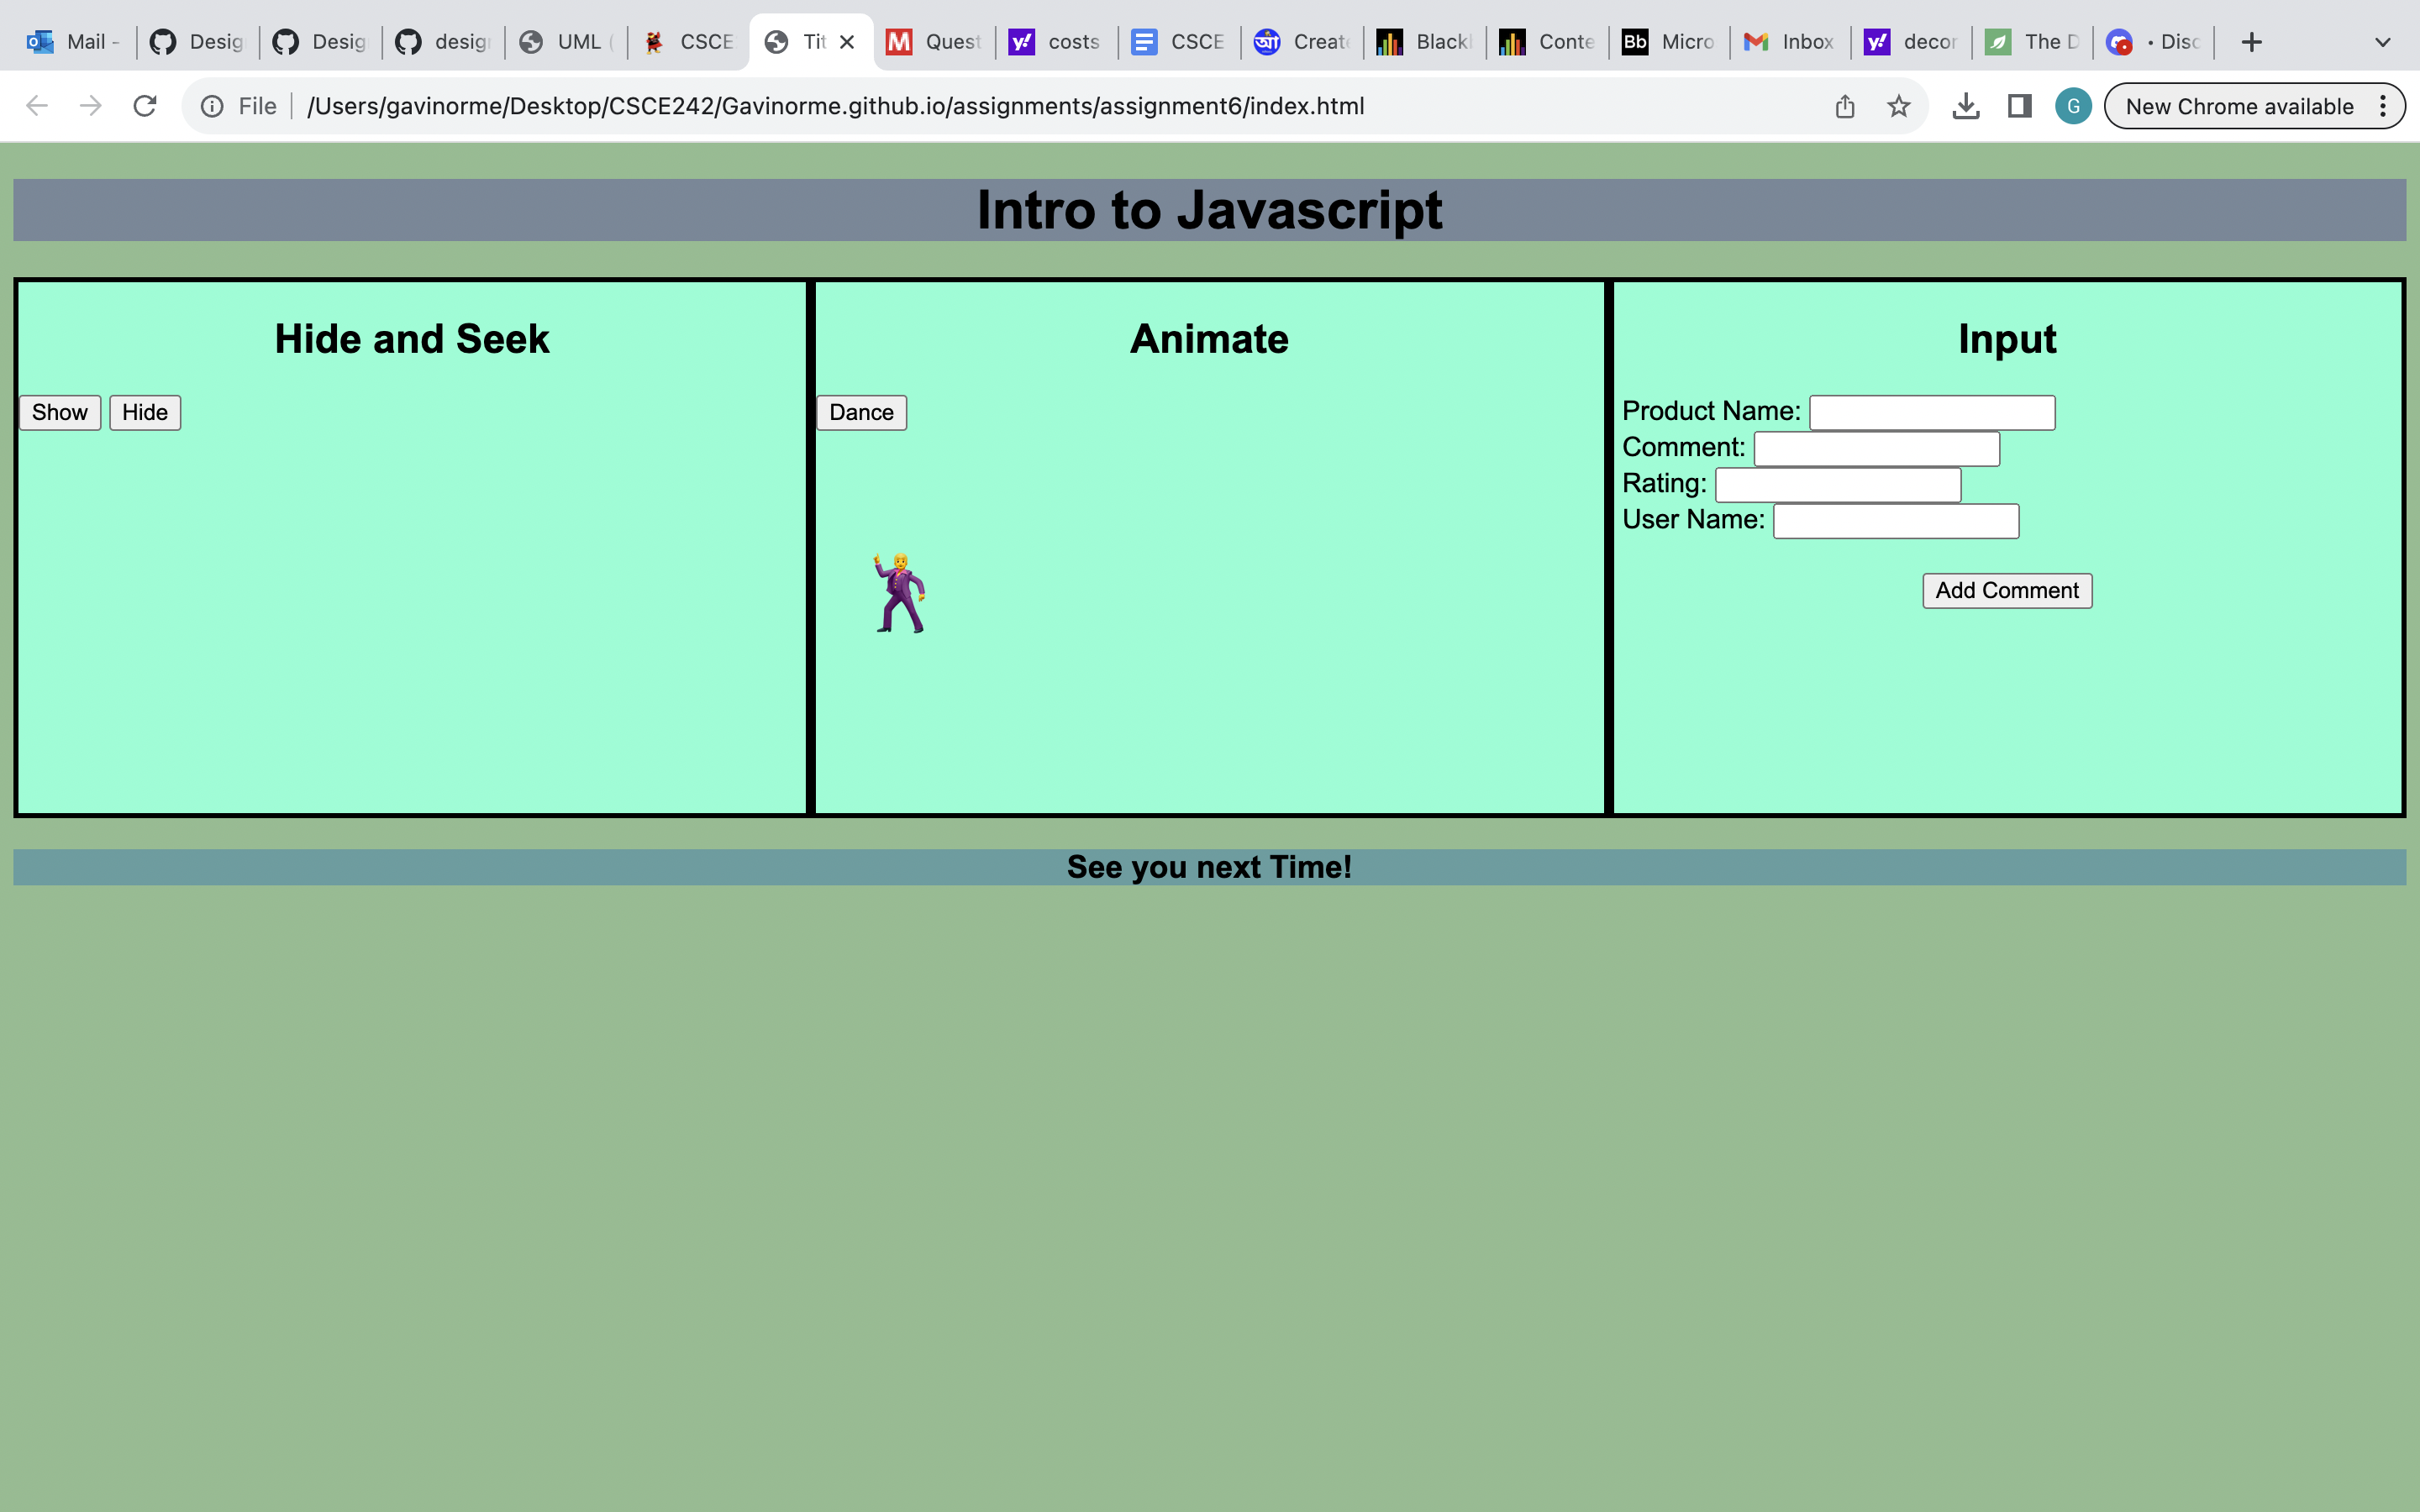 Mail - Desig Desig desig UML ( CSCE Tit Quest costs CSCE Create Black Conte Bb Micro Inbox decor The D • Disc
File /Users/gavinorme/Desktop/CSCE242/Gavinorme.github.io/assignments/assignment6/index.html G New Chrome available
Intro to Javascript
Hide and Seek
Show Hide
Animate
Dance
Input
Product Name:
Comment:
Rating:
User Name:
Add Comment
See you next Time!